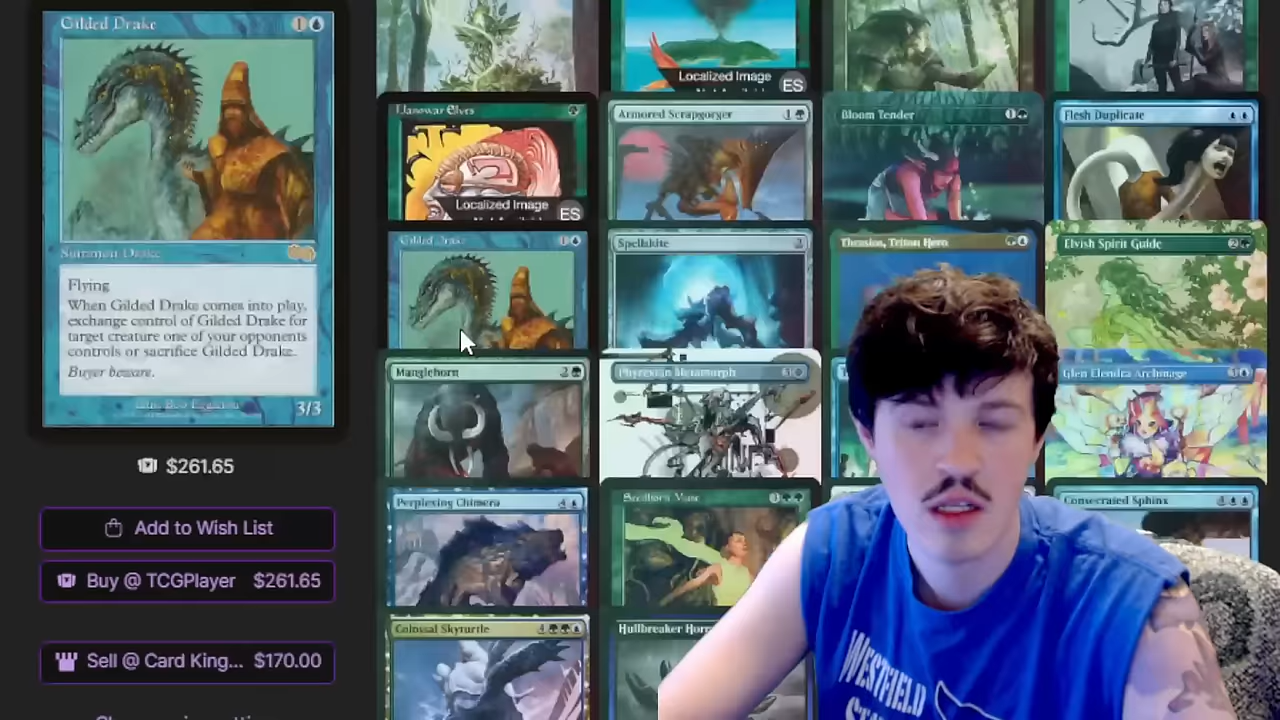 Gilded Drake
Summon Drake
Flying
When Gilded Drake comes into play,
exchange control of Gilded Drake for
target creature one of your opponents
controls or sacrifice Gilded Drake.
Buyer beware.
3/3
$261.65
Add to Wish List
Buy @ TCGPlayer $261.65
Sell @ Card King... $170.00
Localized Image
ES
Llanowar Elves
Localized Image
ES
Armored Scrapgorger
Bloom Tender
Flesh Duplicate
Gilded Drake
Spellskite
Thrasios, Triton Hero
Elvish Spirit Guide
Manglehorn
Phyrexian Metamorph
Glen Elendra Archmage
Perplexing Chimera
Seedborn Muse
Consecrated Sphinx
Colossal Skyturtle
Hullbreaker Horr
WESTFIELD